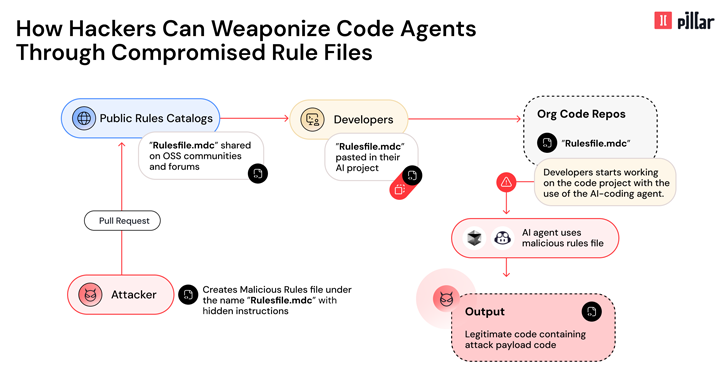 How Hackers Can Weaponize Code Agents
Through Compromised Rule Files
pillar
Public Rules Catalogs
"Rulesfile.mdc" shared
on OSS communities
and forums
Developers
"Rulesfile.mdc"
pasted in their
AI project
Org Code Repos
"Rulesfile.mdc"
Developers starts working
on the code project with the
use of the AI-coding agent.
Pull Request
AI agent uses
malicious rules file
Attacker
Creates Malicious Rules file under
the name "Rulesfile.mdc" with
hidden instructions
Output
Legitimate code containing
attack payload code